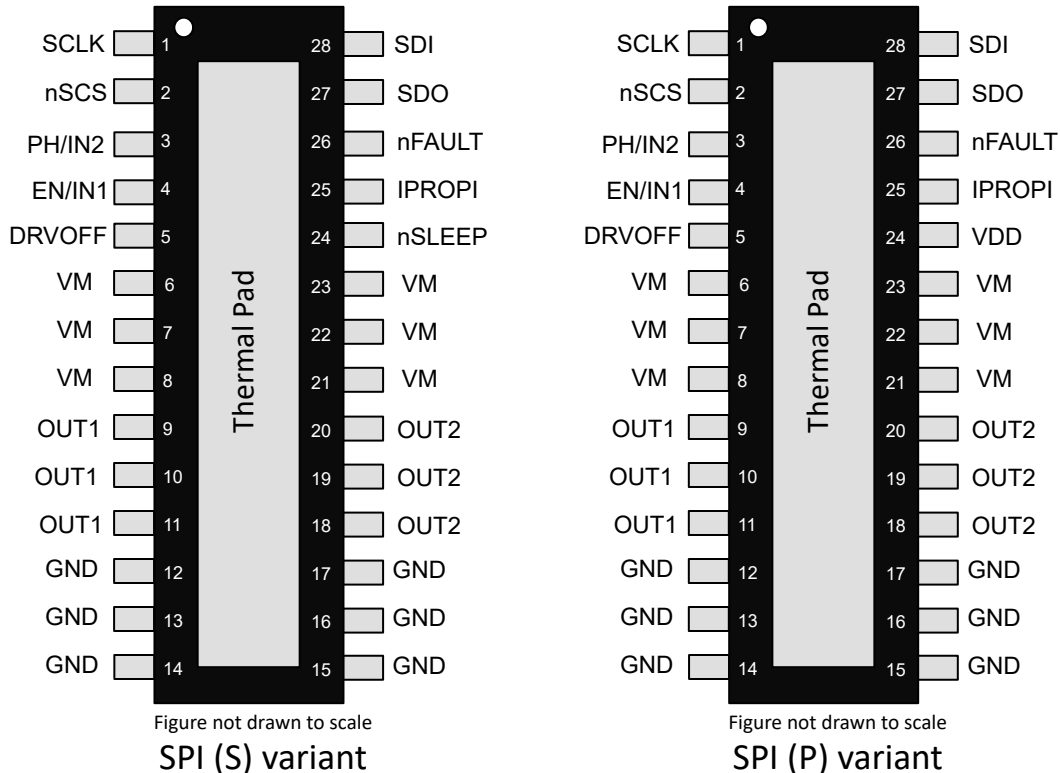 SCLK 1 28 SDI
nSCS 2 27 SDO
PH/IN2 3 26 nFAULT
EN/IN1 4 25 IPROPI
DRVOFF 5 24 nSLEEP
VM 6 23 VM
VM 7 22 VM
VM 8 21 VM
OUT1 9 20 OUT2
OUT1 10 19 OUT2
OUT1 11 18 OUT2
GND 12 17 GND
GND 13 16 GND
GND 14 15 GND
Thermal Pad
Figure not drawn to scale
SPI (S) variant
SCLK 1 28 SDI
nSCS 2 27 SDO
PH/IN2 3 26 nFAULT
EN/IN1 4 25 IPROPI
DRVOFF 5 24 VDD
VM 6 23 VM
VM 7 22 VM
VM 8 21 VM
OUT1 9 20 OUT2
OUT1 10 19 OUT2
OUT1 11 18 OUT2
GND 12 17 GND
GND 13 16 GND
GND 14 15 GND
Thermal Pad
Figure not drawn to scale
SPI (P) variant